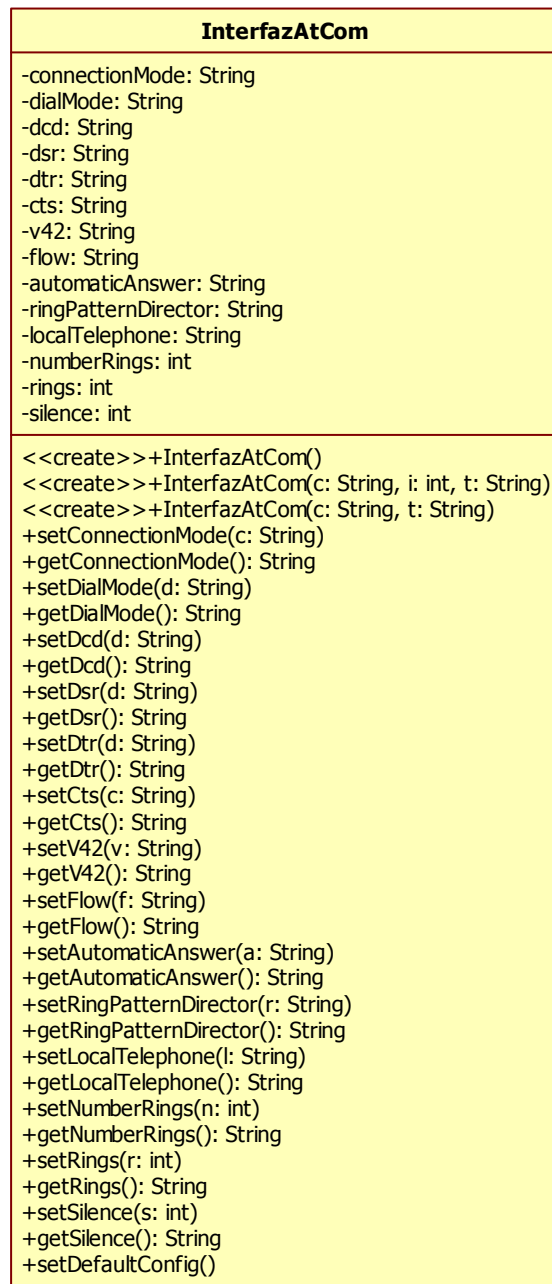 InterfazAtCom
-connectionMode: String
-dialMode: String
-dcd: String
-dsr: String
-dtr: String
-cts: String
-v42: String
-flow: String
-automaticAnswer: String
-ringPatternDirector: String
-localTelephone: String
-numberRings: int
-rings: int
-silence: int
<<create>>+InterfazAtCom()
<<create>>+InterfazAtCom(c: String, i: int, t: String)
<<create>>+InterfazAtCom(c: String, t: String)
+setConnectionMode(c: String)
+getConnectionMode(): String
+setDialMode(d: String)
+getDialMode(): String
+setDcd(d: String)
+getDcd(): String
+setDsr(d: String)
+getDsr(): String
+setDtr(d: String)
+getDtr(): String
+setCts(c: String)
+getCts(): String
+setV42(v: String)
+getV42(): String
+setFlow(f: String)
+getFlow(): String
+setAutomaticAnswer(a: String)
+getAutomaticAnswer(): String
+setRingPatternDirector(r: String)
+getRingPatternDirector(): String
+setLocalTelephone(l: String)
+getLocalTelephone(): String
+setNumberRings(n: int)
+getNumberRings(): String
+setRings(r: int)
+getRings(): String
+setSilence(s: int)
+getSilence(): String
+setDefaultConfig()